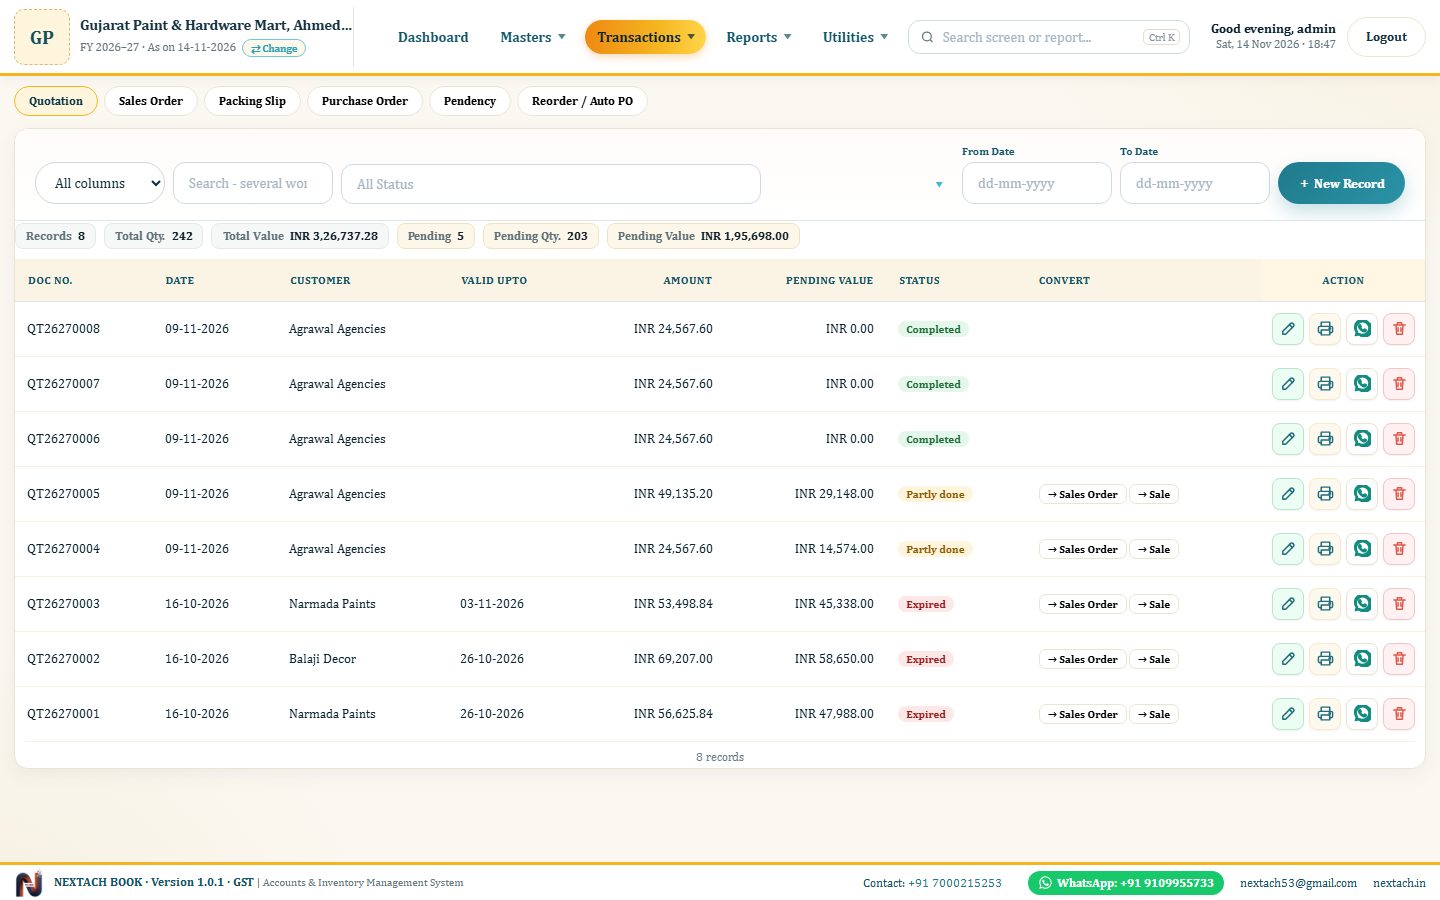 GP
Gujarat Paint & Hardware Mart, Ahmed...
FY 2026–27 · As on 14-11-2026 ⇄ Change
Dashboard Masters Transactions Reports Utilities
Search screen or report... Ctrl K
Good evening, admin
Sat, 14 Nov 2026 · 18:47
Logout
Quotation Sales Order Packing Slip Purchase Order Pendency Reorder / Auto PO
From Date To Date
All columns Search - several wor All Status dd-mm-yyyy dd-mm-yyyy + New Record
Records 8 Total Qty. 242 Total Value INR 3,26,737.28 Pending 5 Pending Qty. 203 Pending Value INR 1,95,698.00
DOC NO. DATE CUSTOMER VALID UPTO AMOUNT PENDING VALUE STATUS CONVERT ACTION
QT26270008 09-11-2026 Agrawal Agencies INR 24,567.60 INR 0.00 Completed
QT26270007 09-11-2026 Agrawal Agencies INR 24,567.60 INR 0.00 Completed
QT26270006 09-11-2026 Agrawal Agencies INR 24,567.60 INR 0.00 Completed
QT26270005 09-11-2026 Agrawal Agencies INR 49,135.20 INR 29,148.00 Partly done → Sales Order → Sale
QT26270004 09-11-2026 Agrawal Agencies INR 24,567.60 INR 14,574.00 Partly done → Sales Order → Sale
QT26270003 16-10-2026 Narmada Paints 03-11-2026 INR 53,498.84 INR 45,338.00 Expired → Sales Order → Sale
QT26270002 16-10-2026 Balaji Decor 26-10-2026 INR 69,207.00 INR 58,650.00 Expired → Sales Order → Sale
QT26270001 16-10-2026 Narmada Paints 26-10-2026 INR 56,625.84 INR 47,988.00 Expired → Sales Order → Sale
8 records
NEXTACH BOOK · Version 1.0.1 · GST | Accounts & Inventory Management System Contact: +91 7000215253 WhatsApp: +91 9109955733 nextach53@gmail.com nextach.in